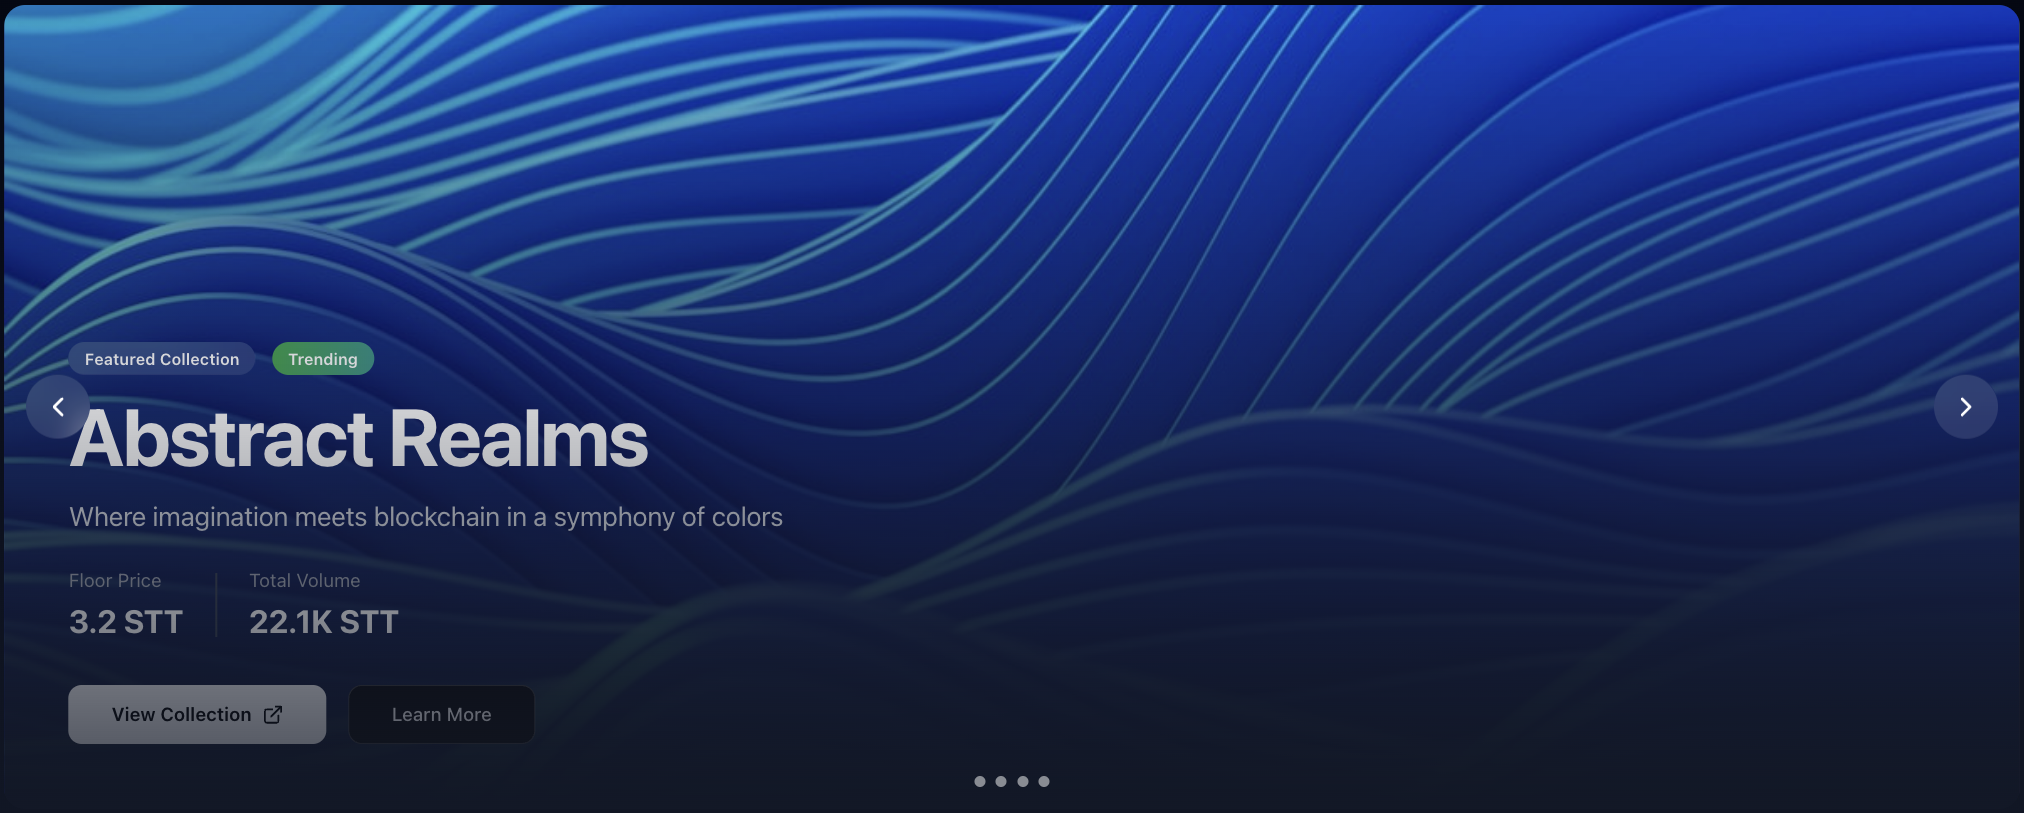 Featured Collection
Trending
Abstract Realms
Where imagination meets blockchain in a symphony of colors
Floor Price
Total Volume
3.2 STT
22.1K STT
View Collection
Learn More